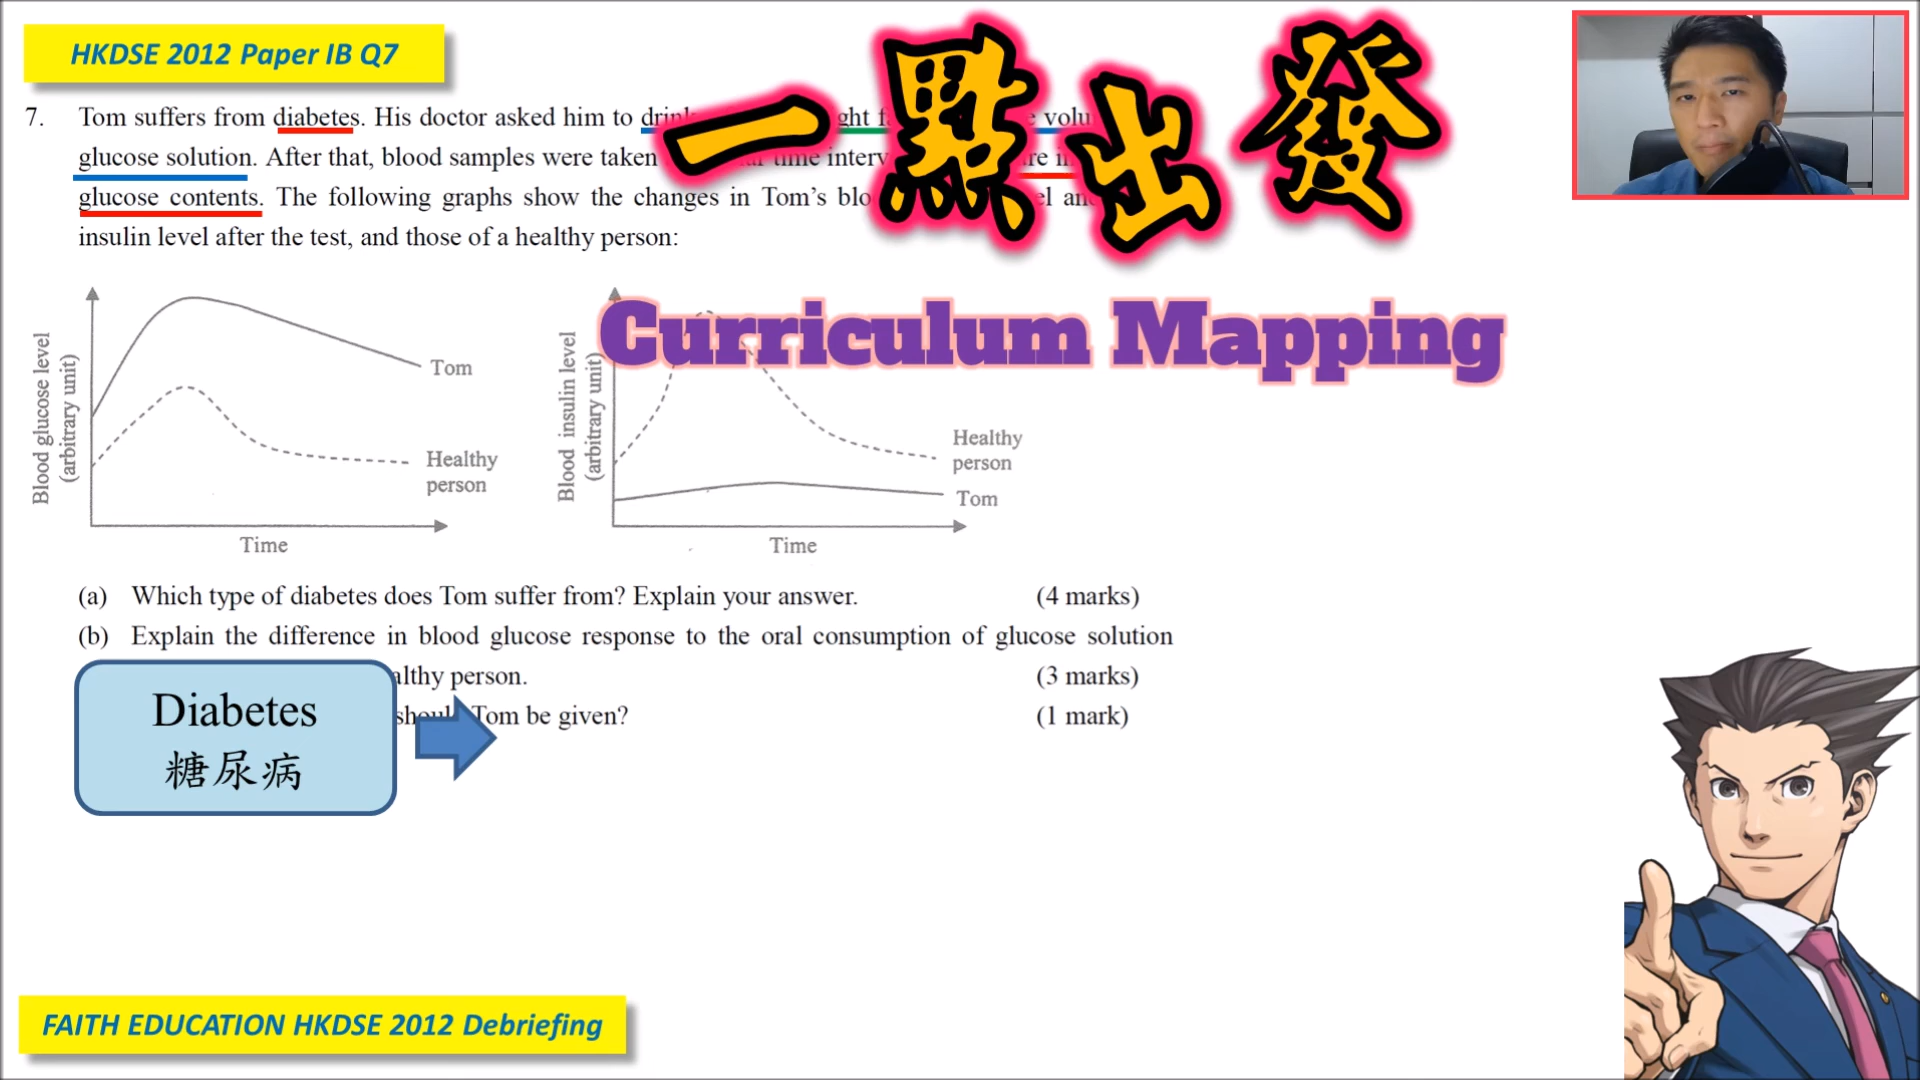 HKDSE 2012 Paper IB Q7
一點出發
7. Tom suffers from diabetes. His doctor asked him to drink
glucose solution. After that, blood samples were taken time
glucose contents. The following graphs show the changes in Tom's
insulin level after the test, and those of a healthy person:
Curriculum Mapping
Blood glucose level
(arbitrary unit)
Tom
Healthy
person
Time
Blood insulin level
(arbitrary unit)
Healthy
person
Tom
Time
(a) Which type of diabetes does Tom suffer from? Explain your answer. (4 marks)
(b) Explain the difference in blood glucose response to the oral consumption of glucose solution
person. (3 marks)
Tom be given? (1 mark)
Diabetes
糖尿病
FAITH EDUCATION HKDSE 2012 Debriefing